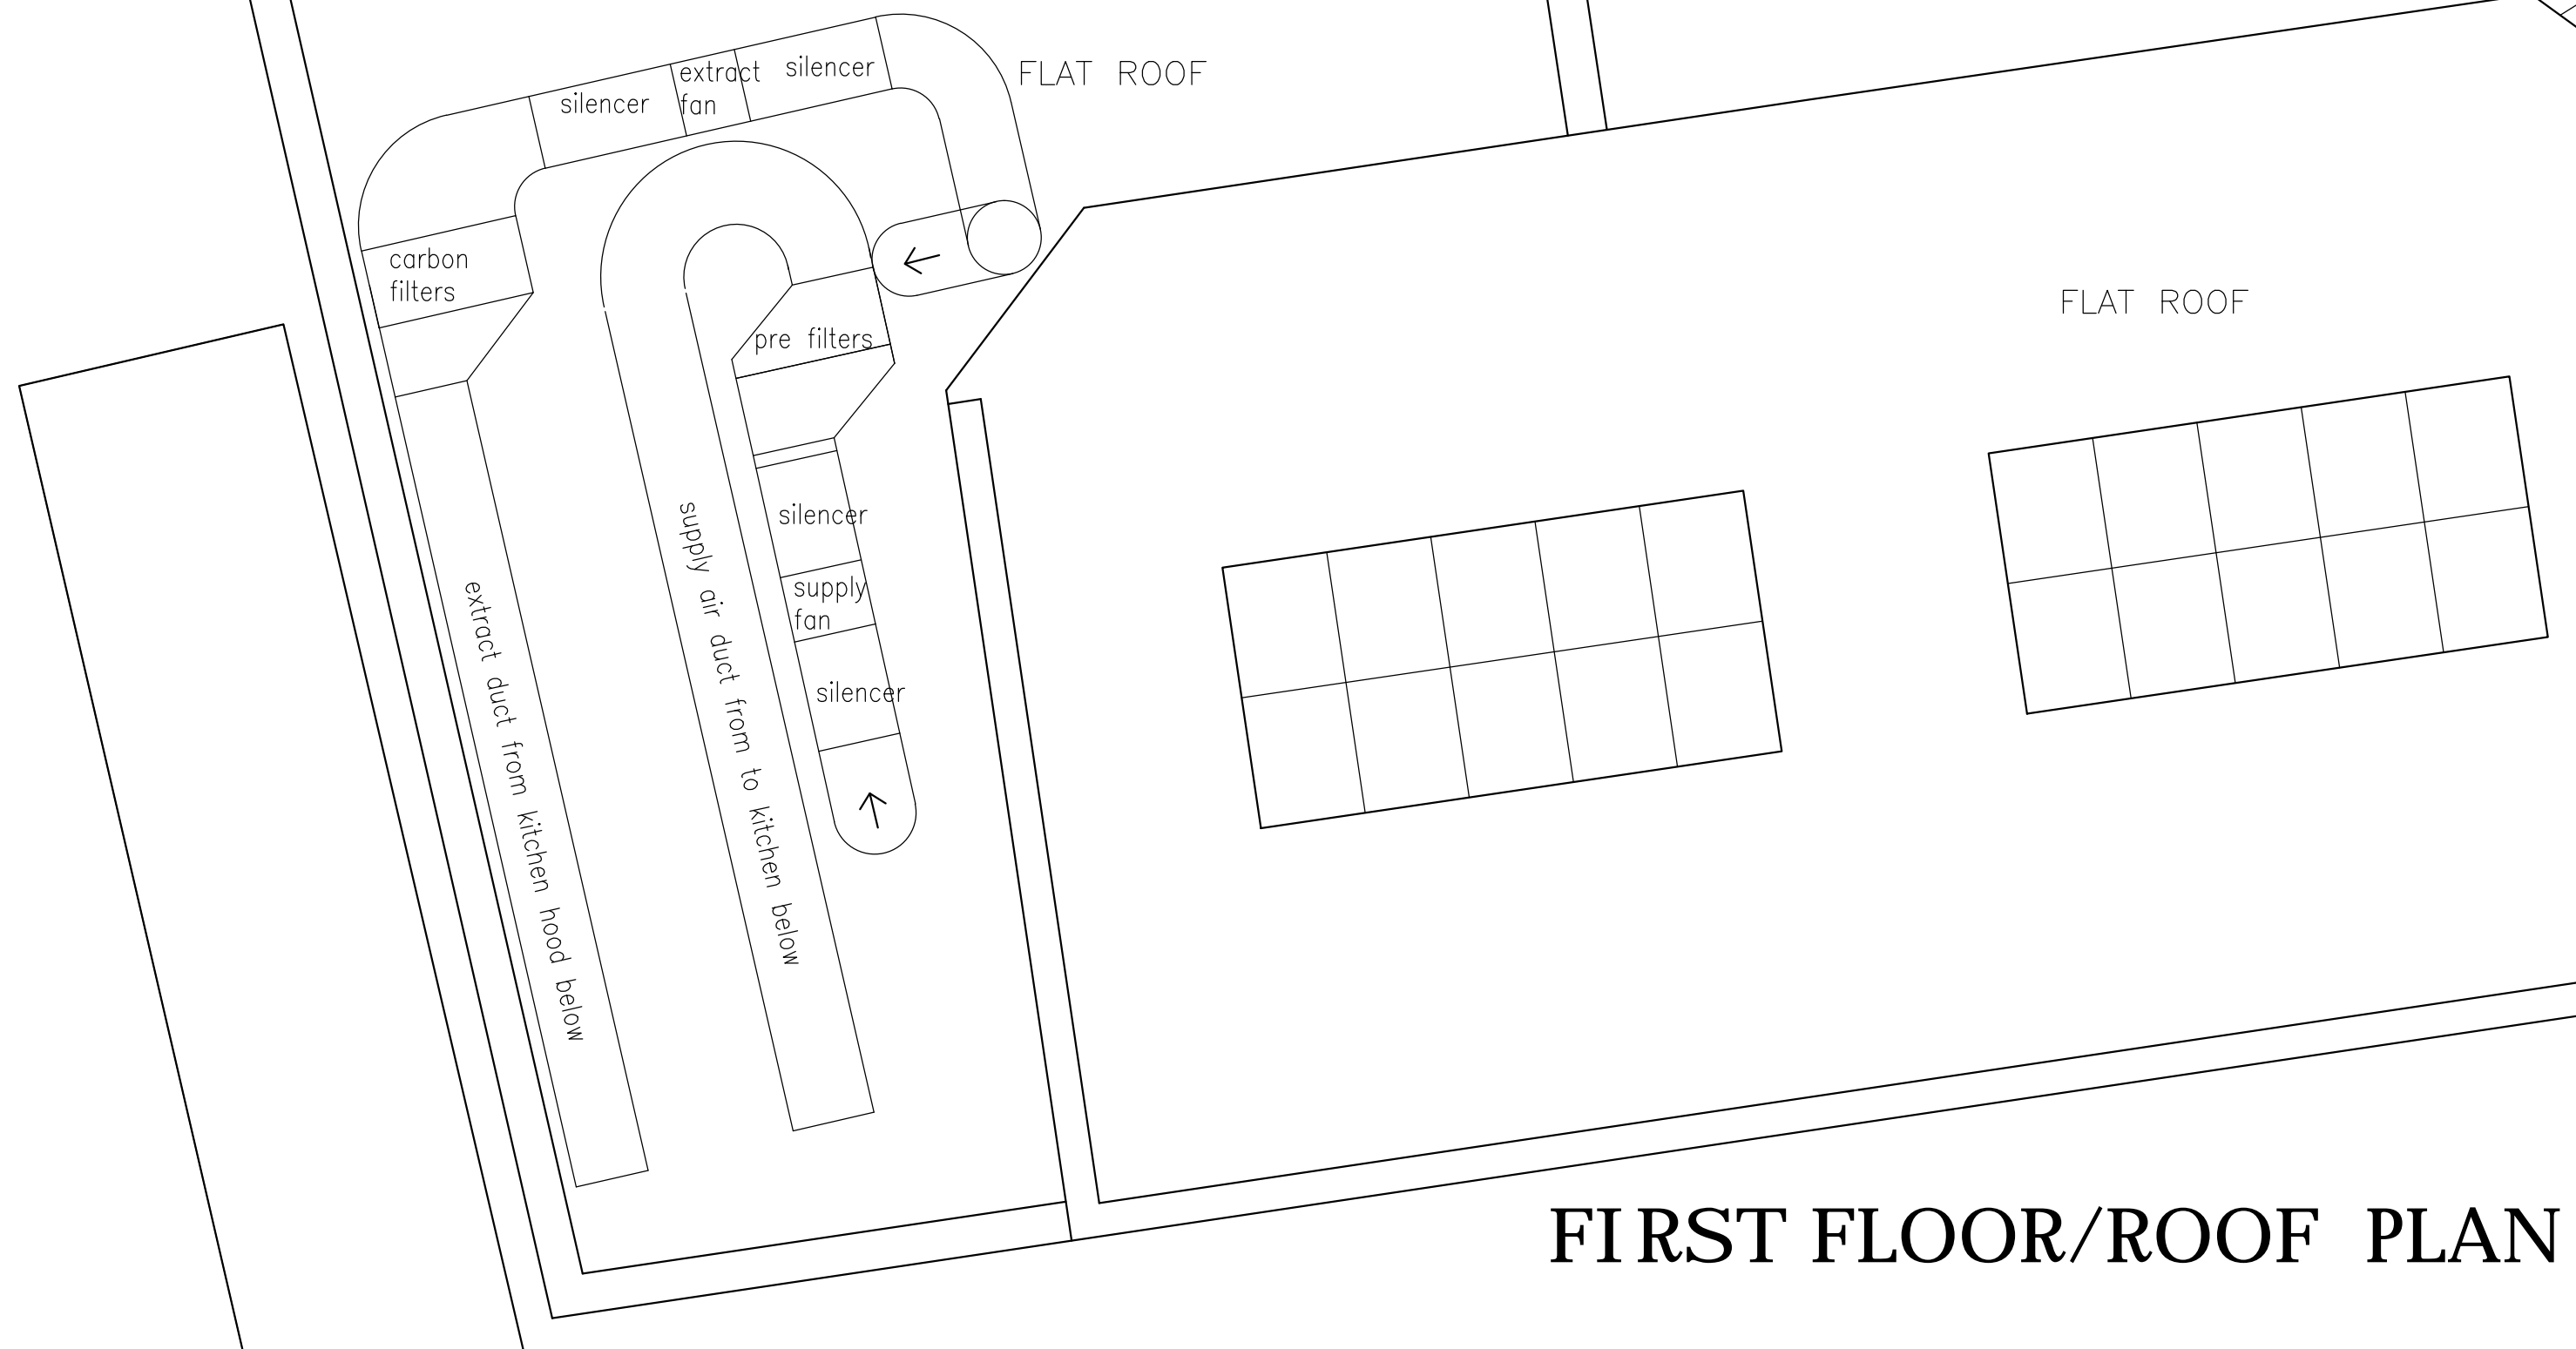 silencer
extract
fan
silencer
FLAT ROOF
carbon
filters
pre filters
FLAT ROOF
silencer
supply
fan
silencer
supply air duct from to kitchen below
extract duct from kitchen hood below
FIRST FLOOR/ROOF PLAN